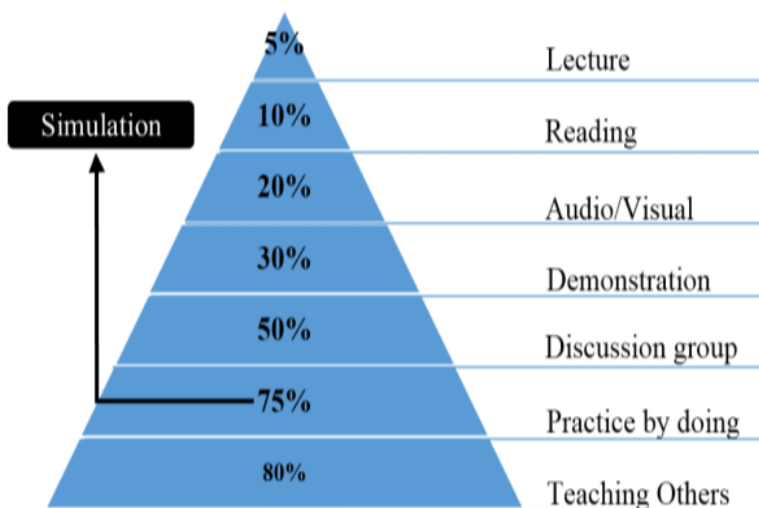 5%
Lecture
Simulation
10%
Reading
20%
Audio/Visual
30%
Demonstration
50%
Discussion group
75%
Practice by doing
80%
Teaching Others